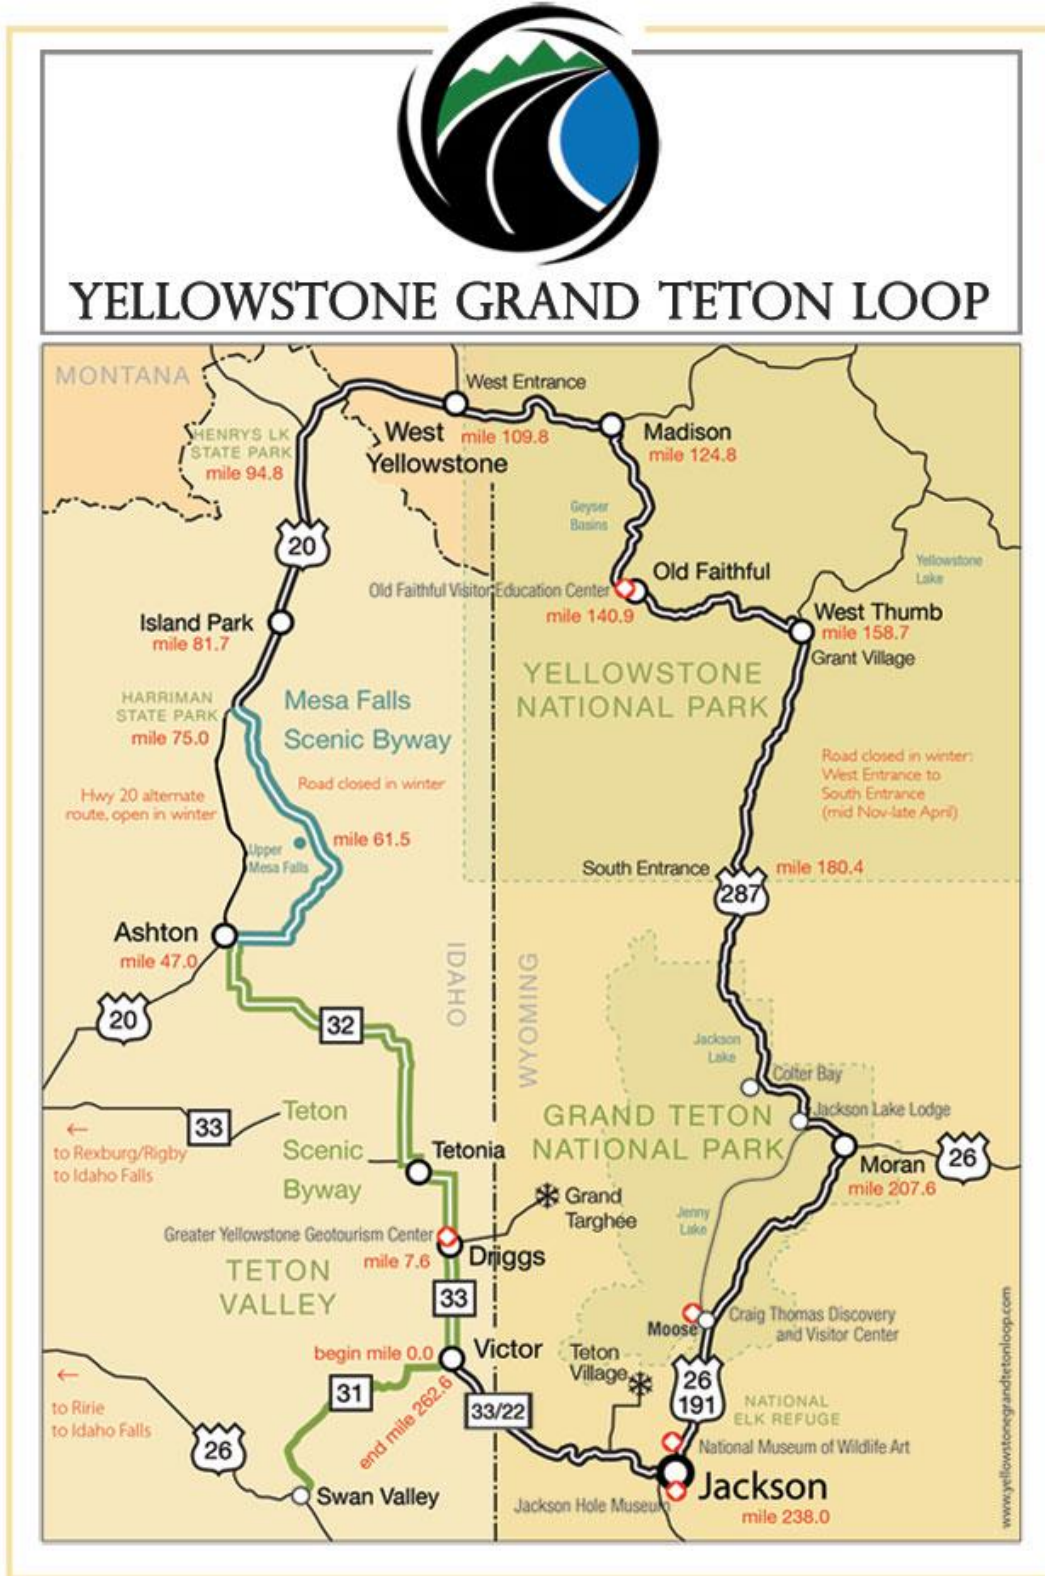 YELLOWSTONE GRAND TETON LOOP
MONTANA
West Entrance
West
Yellowstone
mile 109.8
Madison
mile 124.8
HENRYS LK
STATE PARK
mile 94.8
Geyser
Basins
20
Yellowstone
Lake
Old Faithful Visitor Education Center
Old Faithful
mile 140.9
Island Park
mile 81.7
West Thumb
mile 158.7
Grant Village
YELLOWSTONE
NATIONAL PARK
HARRIMAN
STATE PARK
mile 75.0
Mesa Falls
Scenic Byway
Road closed in winter
Hwy 20 alternate
route, open in winter
Road closed in winter:
West Entrance to
South Entrance
(mid Nov-late April)
mile 61.5
Upper
Mesa Falls
South Entrance
mile 180.4
287
Ashton
mile 47.0
IDAHO
WYOMING
20
32
Jackson
Lake
Colter Bay
33
Teton
Scenic
Byway
GRAND TETON
NATIONAL PARK
Jackson Lake Lodge
← to Rexburg/Rigby
to Idaho Falls
Tetonia
Moran
mile 207.6
26
Grand
Targhee
Jenny
Lake
Greater Yellowstone Geotourism Center
mile 7.6
Driggs
TETON
VALLEY
33
Moose
Craig Thomas Discovery
and Visitor Center
begin mile 0.0
Victor
Teton
Village
31
end mile 262.6
33/22
26
191
NATIONAL
ELK REFUGE
← to Ririe
to Idaho Falls
26
National Museum of Wildlife Art
Swan Valley
Jackson Hole Museum
Jackson
mile 238.0
www.yellowstonegrandtetonloop.com